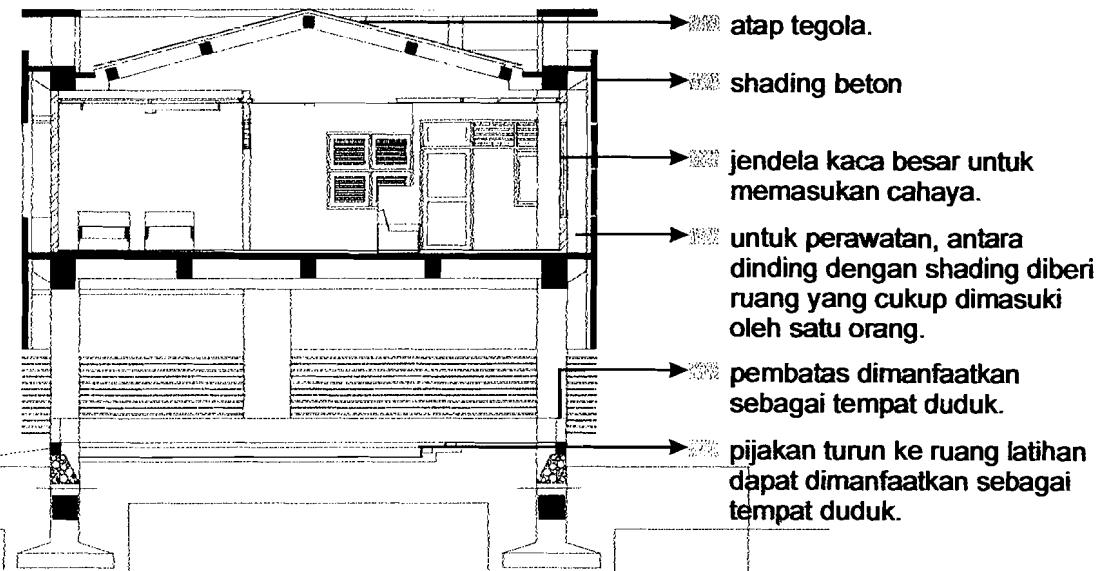 atap tegola.
shading beton
jendela kaca besar untuk
memasukan cahaya.
untuk perawatan, antara
dinding dengan shading diberi
ruang yang cukup dimasuki
oleh satu orang.
pembatas dimanfaatkan
sebagai tempat duduk.
pijakan turun ke ruang latihan
dapat dimanfaatkan sebagai
tempat duduk.